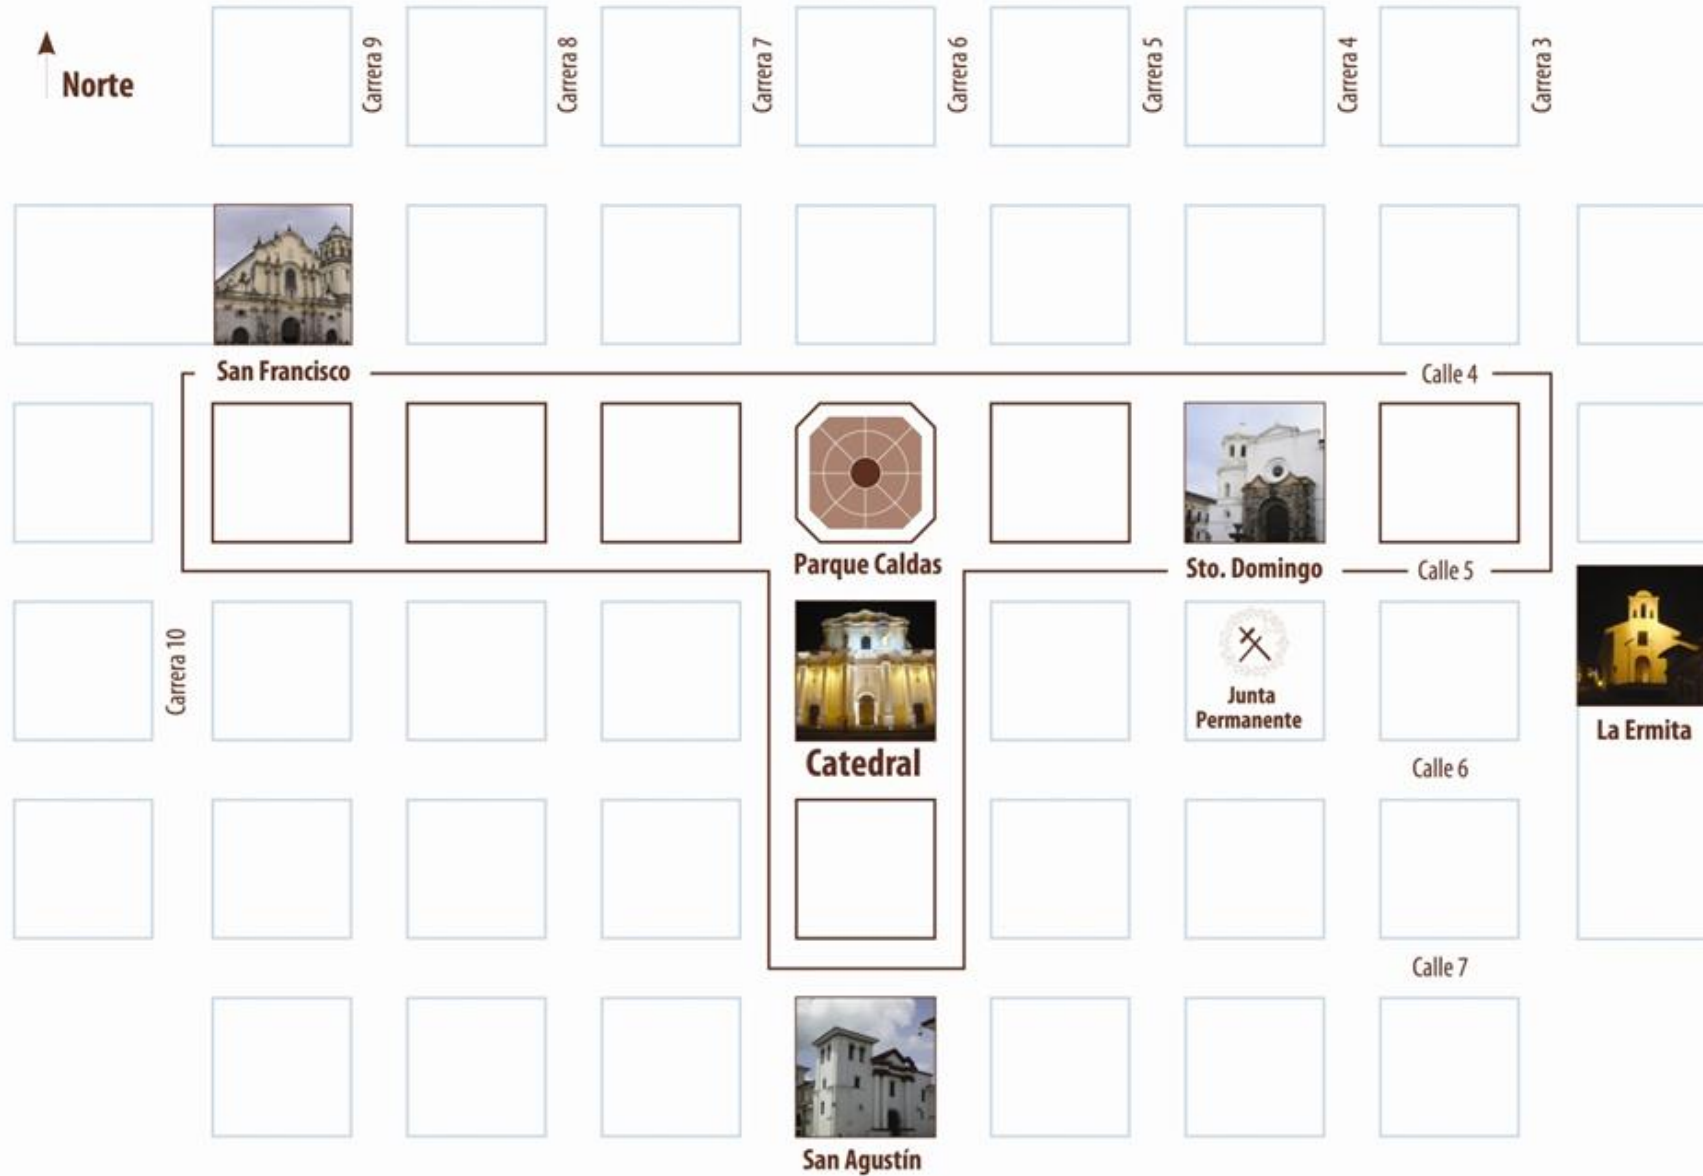 Norte
Carrera 9
Carrera 8
Carrera 7
Carrera 6
Carrera 5
Carrera 4
Carrera 3
San Francisco
Calle 4
Parque Caldas
Sto. Domingo
Calle 5
Carrera 10
Junta
Permanente
La Ermita
Catedral
Calle 6
Calle 7
San Agustín